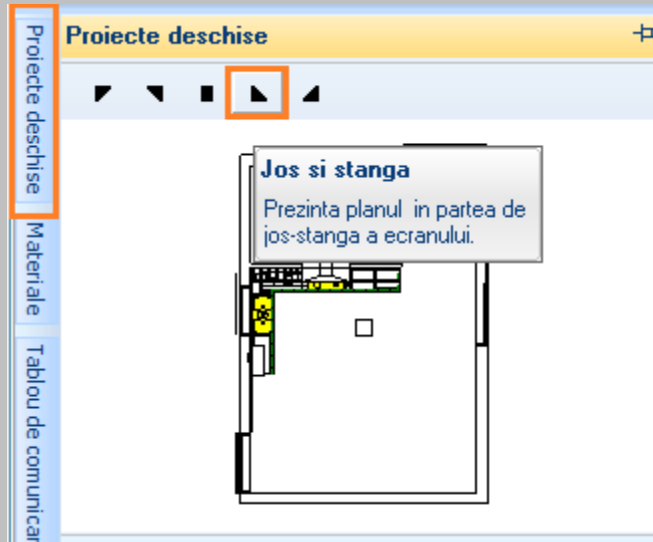 Proiecte deschise
Proiecte deschise
Jos si stanga
Prezinta planul in partea de
jos-stanga a ecranului.
Materiale
Tablou de comunicar